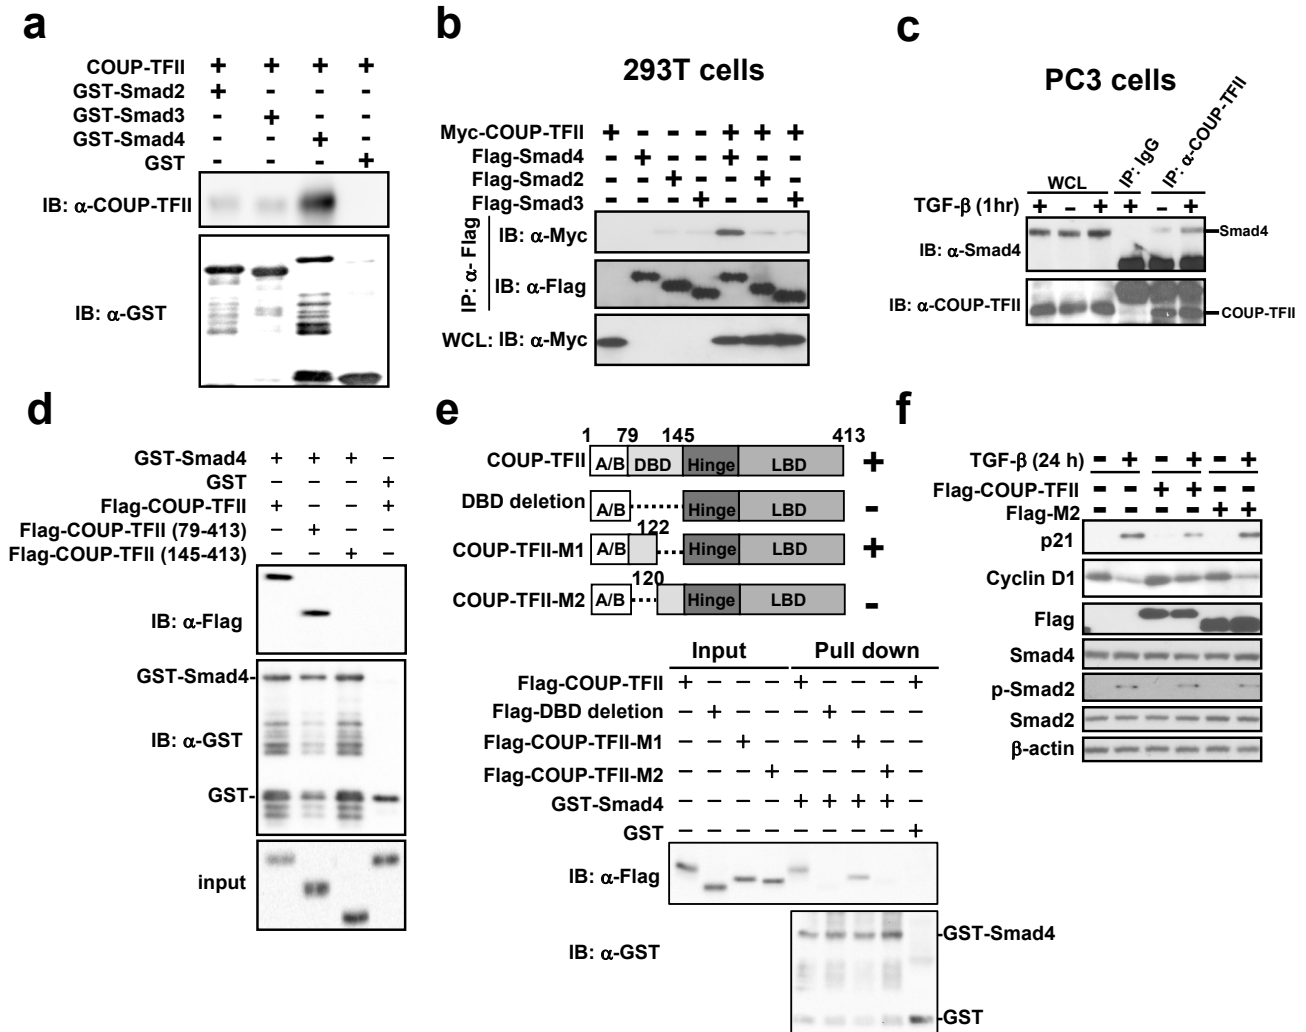 a
COUP-TFII + + + +
GST-Smad2 + - - -
GST-Smad3 - + - -
GST-Smad4 - - + -
GST - - - +
IB: α-COUP-TFII
IB: α-GST
b
293T cells
Myc-COUP-TFII + - - - + + +
Flag-Smad4 - + - - + - -
Flag-Smad2 - - + - - + -
Flag-Smad3 - - - + - - +
IP: α- Flag
IB: α-Myc
IB: α-Flag
WCL: IB: α-Myc
c
PC3 cells
WCL
IP: IgG
IP: α-COUP-TFII
TGF-β (1hr) + - + + - +
IB: α-Smad4
Smad4
IB: α-COUP-TFII
COUP-TFII
d
GST-Smad4 + + + -
GST - - - +
Flag-COUP-TFII + - - +
Flag-COUP-TFII (79-413) - + - -
Flag-COUP-TFII (145-413) - - + -
IB: α-Flag
GST-Smad4-
IB: α-GST
GST-
input
e
1 79 145 413
COUP-TFII A/B DBD Hinge LBD +
DBD deletion A/B Hinge LBD -
122
COUP-TFII-M1 A/B Hinge LBD +
120
COUP-TFII-M2 A/B Hinge LBD -
Input Pull down
Flag-COUP-TFII + - - - + - - - +
Flag-DBD deletion - + - - - + - - -
Flag-COUP-TFII-M1 - - + - - - + - -
Flag-COUP-TFII-M2 - - - + - - - + -
GST-Smad4 - - - - + + + + -
GST - - - - - - - - +
IB: α-Flag
IB: α-GST
-GST-Smad4
-GST
f
TGF-β (24 h) - + - + - +
Flag-COUP-TFII - - + + - -
Flag-M2 - - - - + +
p21
Cyclin D1
Flag
Smad4
p-Smad2
Smad2
β-actin